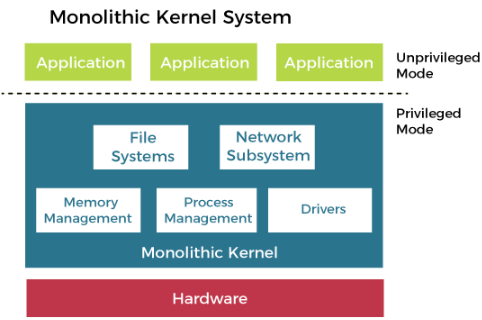 Monolithic Kernel System
Application
Application
Application
Unprivileged
Mode
Privileged
Mode
File
Systems
Network
Subsystem
Memory
Management
Process
Management
Drivers
Monolithic Kernel
Hardware